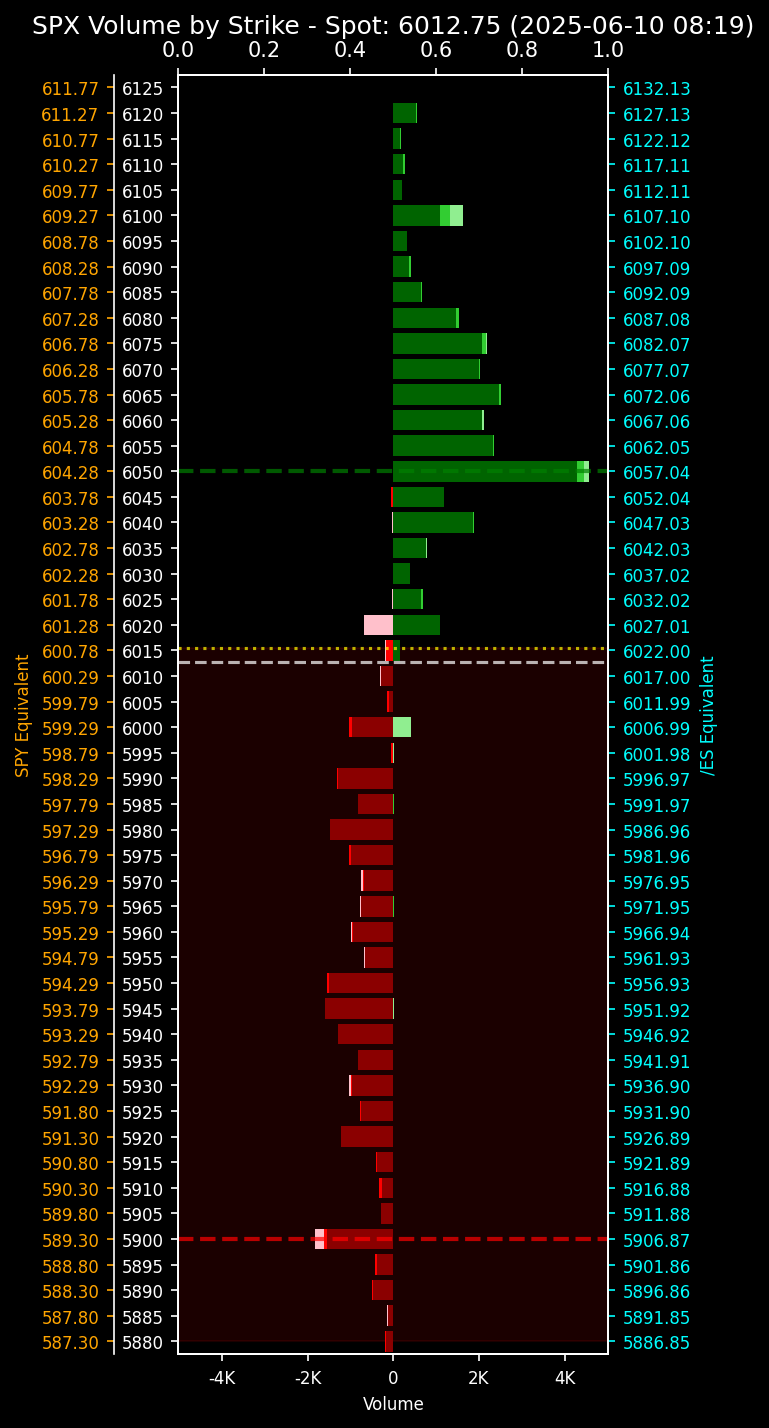 SPX Volume by Strike - Spot: 6012.75 (2025-06-10 08:19)
0.0 0.2 0.4 0.6 0.8 1.0
611.77 6125 6132.13
611.27 6120 6127.13
610.77 6115 6122.12
610.27 6110 6117.11
609.77 6105 6112.11
609.27 6100 6107.10
608.78 6095 6102.10
608.28 6090 6097.09
607.78 6085 6092.09
607.28 6080 6087.08
606.78 6075 6082.07
606.28 6070 6077.07
605.78 6065 6072.06
605.28 6060 6067.06
604.78 6055 6062.05
604.28 6050 6057.04
603.78 6045 6052.04
603.28 6040 6047.03
602.78 6035 6042.03
602.28 6030 6037.02
601.78 6025 6032.02
601.28 6020 6027.01
600.78 6015 6022.00
600.29 6010 6017.00
599.79 6005 6011.99
599.29 6000 6006.99
598.79 5995 6001.98
598.29 5990 5996.97
597.79 5985 5991.97
597.29 5980 5986.96
596.79 5975 5981.96
596.29 5970 5976.95
595.79 5965 5971.95
595.29 5960 5966.94
594.79 5955 5961.93
594.29 5950 5956.93
593.79 5945 5951.92
593.29 5940 5946.92
592.79 5935 5941.91
592.29 5930 5936.90
591.80 5925 5931.90
591.30 5920 5926.89
590.80 5915 5921.89
590.30 5910 5916.88
589.80 5905 5911.88
589.30 5900 5906.87
588.80 5895 5901.86
588.30 5890 5896.86
587.80 5885 5891.85
587.30 5880 5886.85
SPY Equivalent
/ES Equivalent
-4K -2K 0 2K 4K
Volume